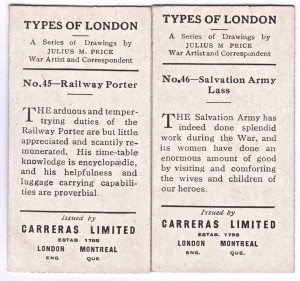 TYPES OF LONDON
A Series of Drawings by
JULIUS M PRICE
War Artist and Correspondent
No.45—Railway Porter
THE arduous and temper-
trying duties of the
Railway Porter are but little
appreciated and scantily re-
munerated. His time-table
knowledge is encyclopædic,
and his helpfulness and
luggage carrying capabili-
ties are proverbial.
Issued by
CARRERAS LIMITED
ESTAB. 1788
LONDON MONTREAL
ENG QUE
TYPES OF LONDON
A Series of Drawings by
JULIUS M PRICE
War Artist and Correspondent
No.46—Salvation Army
Lass
THE Salvation Army has
indeed done splendid
work during the War, and
its women have done an
enormous amount of good
by visiting and comforting
the wives and children of
our heroes.
Issued by
CARRERAS LIMITED
ESTAB. 1788
LONDON MONTREAL
ENG. QUE.